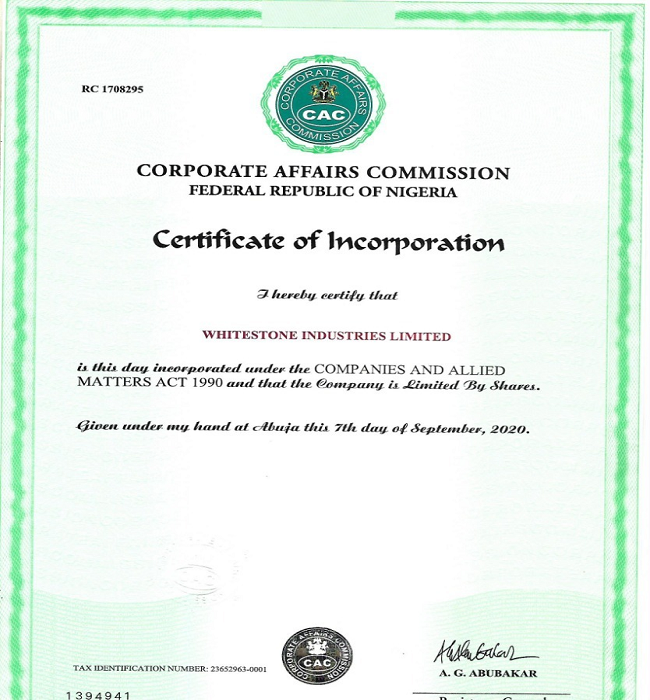 RC 1708295
CORPORATE AFFAIRS
CAC
COMMISSION
CORPORATE AFFAIRS COMMISSION
FEDERAL REPUBLIC OF NIGERIA
Certificate of Incorporation
I hereby certify that
WHITESTONE INDUSTRIES LIMITED
is this day incorporated under the COMPANIES AND ALLIED
MATTERS ACT 1990 and that the Company is Limited By Shares.
Given under my hand at Abuja this 7th day of September, 2020.
CORPORATE AFFAIRS
CAC
COMMISSION
TAX IDENTIFICATION NUMBER: 23652963-0001
A. G. ABUBAKAR
1394941